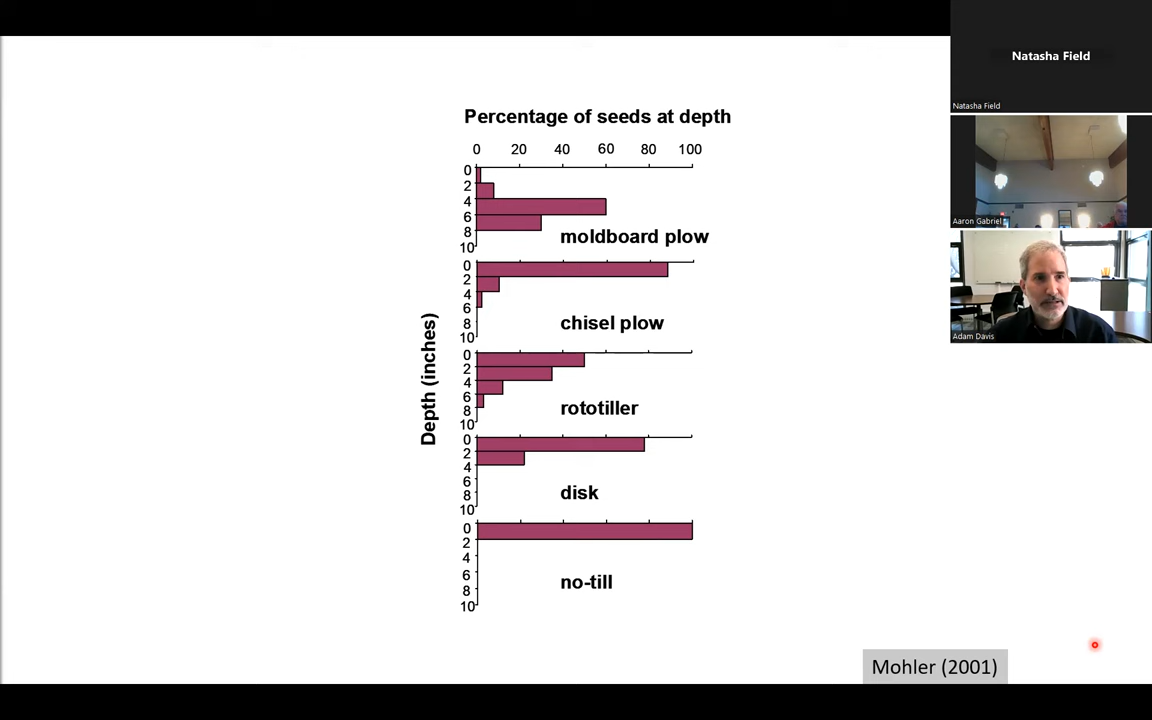 Percentage of seeds at depth
0 20 40 60 80 100
Depth (inches)
0
2
4
6
8
10
moldboard plow
0
2
4
6
8
10
chisel plow
0
2
4
6
8
10
rototiller
0
2
4
6
8
10
disk
0
2
4
6
8
10
no-till
Mohler (2001)
Natasha Field
Natasha Field
Aaron Gabriel
Adam Davis